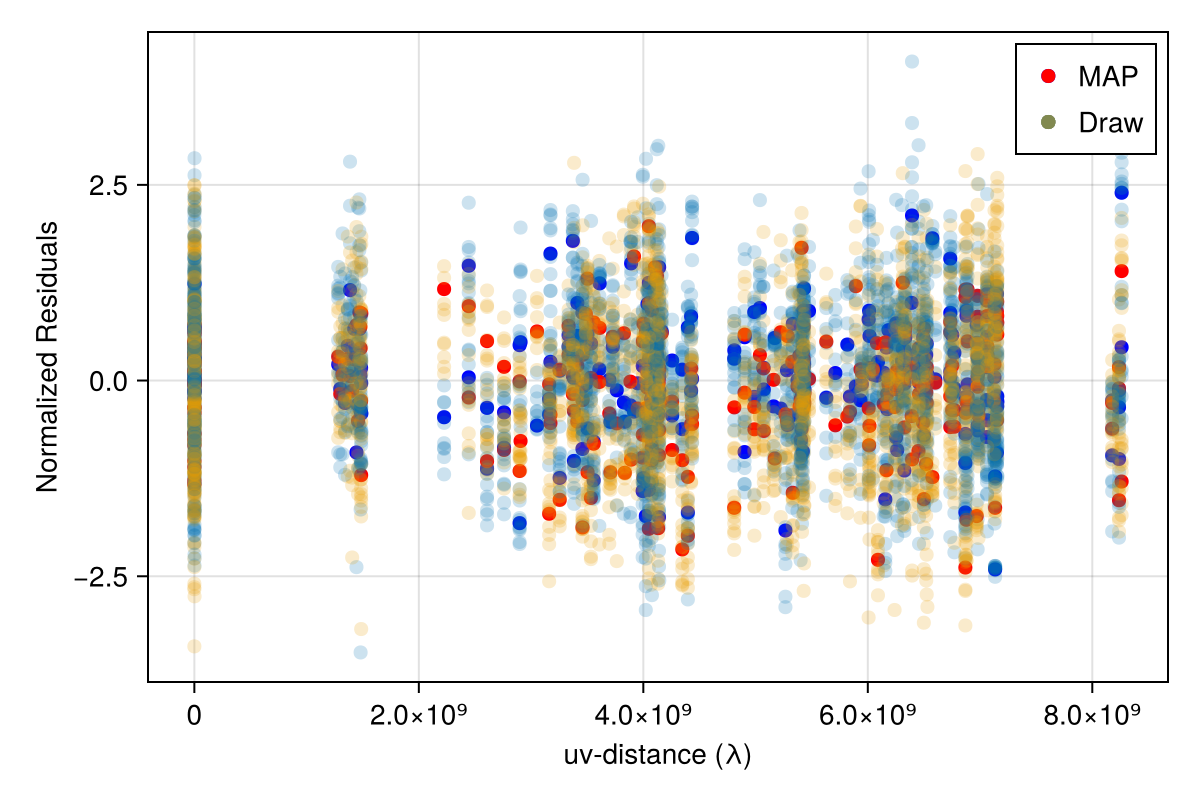 MAP
Draw
Normalized Residuals
2.5
0.0
−2.5
0
2.0×10⁹
4.0×10⁹
6.0×10⁹
8.0×10⁹
uv-distance (λ)